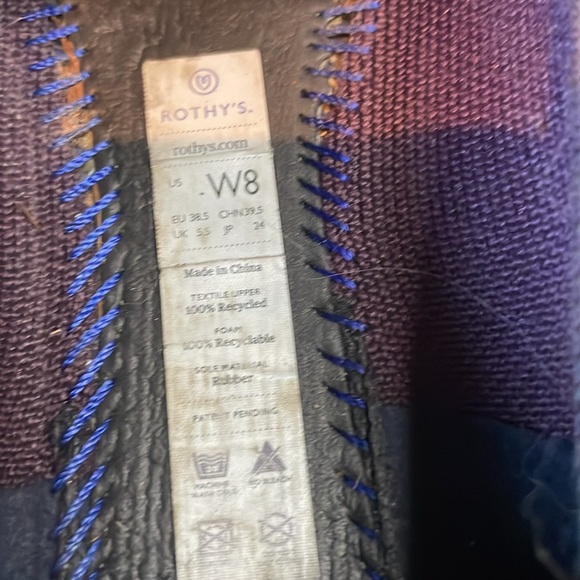 ROTHY'S.
rothys.com
US .W8
EU 38.5 CHN39.5
UK 5.5 JP 24
Made in China
TEXTILE UPPER
100% Recycled
FOAM
100% Recyclable
SOLE MATERIAL
Rubber
PATENT PENDING
MACHINE WASH COLD
NO BLEACH